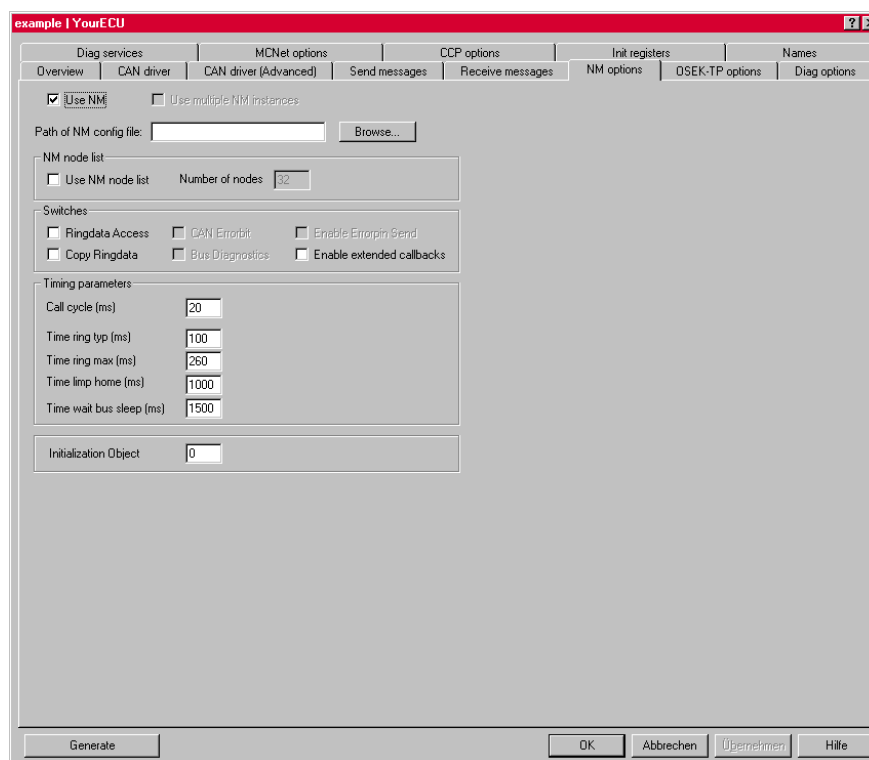 example | YourECU
Diag services MCNet options CCP options Init registers Names
Overview CAN driver CAN driver (Advanced) Send messages Receive messages NM options OSEK-TP options Diag options
Use NM Use multiple NM instances
Path of NM config file: Browse...
NM node list
Use NM node list Number of nodes 32
Switches
Ringdata Access CAN Errorbit Enable Errorpin Send
Copy Ringdata Bus Diagnostics Enable extended callbacks
Timing parameters
Call cycle (ms) 20
Time ring typ (ms) 100
Time ring max (ms) 260
Time limp home (ms) 1000
Time wait bus sleep (ms) 1500
Initialization Object 0
Generate OK Abbrechen Übernehmen Hilfe